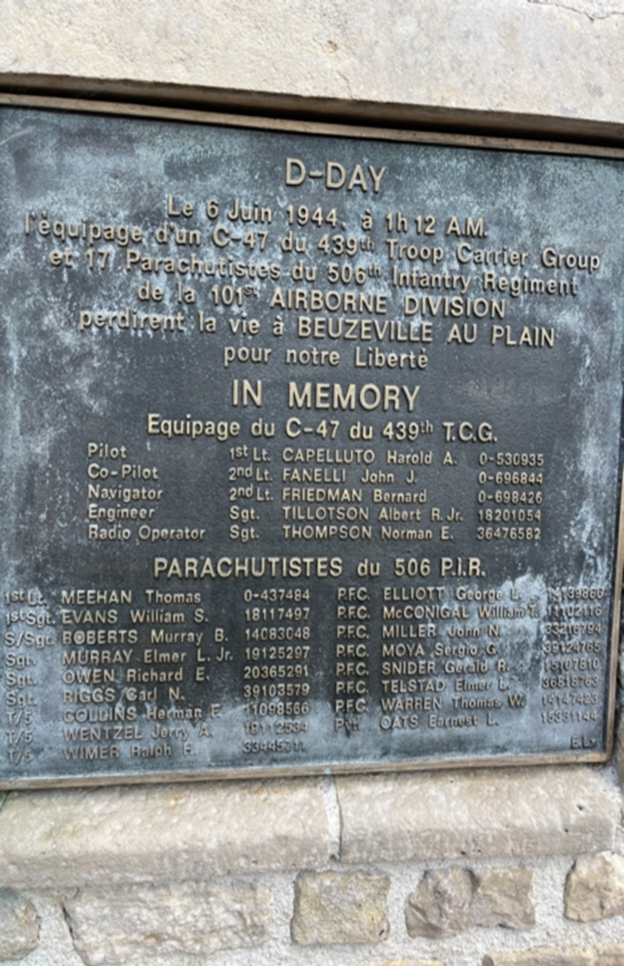 D-DAY
Le 6 Juin 1944, à 1h12 A.M.
l'équipage d'un C-47 du 439th Troop Carrier Group
et 17 Parachutistes du 506th Infantry Regiment
de la 101st AIRBORNE DIVISION
perdirent la vie à BEUZEVILLE AU PLAIN
pour notre Liberté
IN MEMORY
Equipage du C-47 du 439th T.C.G.
Pilot 1st Lt. CAPELLUTO Harold A. 0-530935
Co-Pilot 2nd Lt. FANELLI John J. 0-696844
Navigator 2nd Lt. FRIEDMAN Bernard 0-698426
Engineer Sgt. TILLOTSON Albert R. Jr. 18201054
Radio Operator Sgt. THOMPSON Norman E. 36476582
PARACHUTISTES du 506 P.I.R.
1st Lt. MEEHAN Thomas 0-437484
1st Sgt. EVANS William S. 18117497
S/Sgt. ROBERTS Murray B. 14083048
Sgt. MURRAY Elmer L. Jr. 19125297
Sgt. OWEN Richard E. 20365291
Sgt. RIGGS Carl N. 39103579
T/5 COLLINS Herman F. 11098566
T/5 WENTZEL Jerry A. 19112534
T/5 WIMER Ralph H.
P.F.C. ELLIOTT George L.
P.F.C. McCONIGAL William T.
P.F.C. MILLER John N. 33216794
P.F.C. MOYA Sergio G. 39124765
P.F.C. SNIDER Gerald R. 15107810
P.F.C. TELSTAD Elmer L. 36819763
P.F.C. WARREN Thomas W. 14147423
Pvt. OATS Earnest L. 15331144